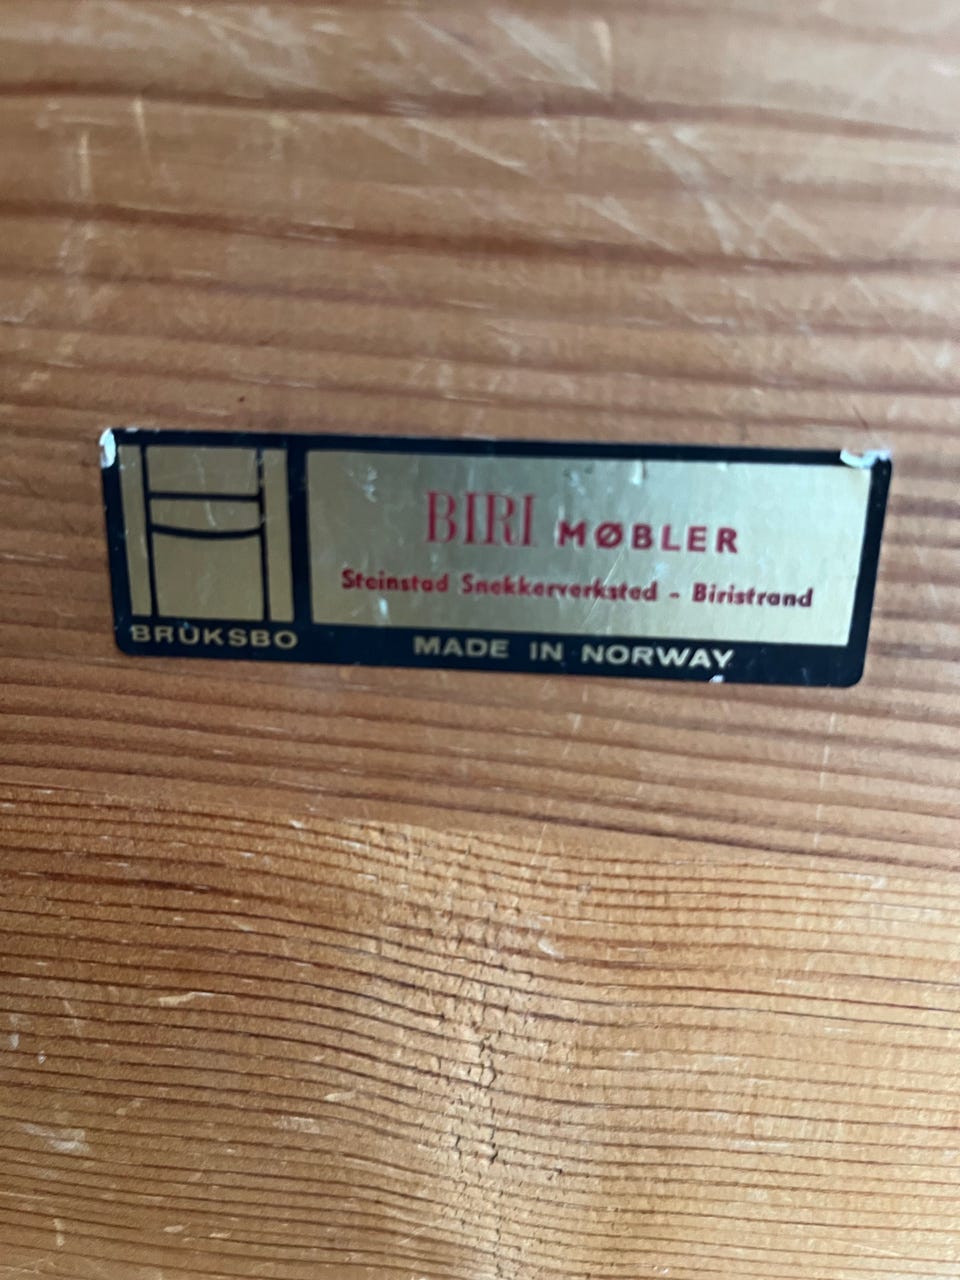 BRUKSBO
BIRI MØBLER
Steinstad Snekkerverksted - Biristrand
MADE IN NORWAY